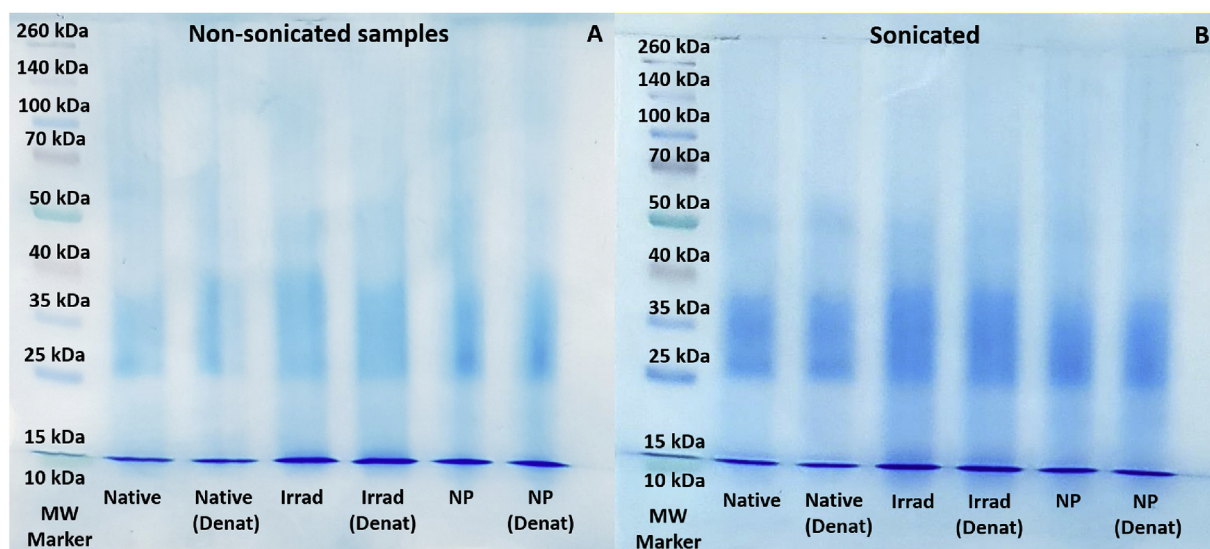 Non-sonicated samples
A
260 kDa
140 kDa
100 kDa
70 kDa
50 kDa
40 kDa
35 kDa
25 kDa
15 kDa
10 kDa
MW
Marker
Native
Native
(Denat)
Irrad
Irrad
(Denat)
NP
NP
(Denat)
Sonicated
B
260 kDa
140 kDa
100 kDa
70 kDa
50 kDa
40 kDa
35 kDa
25 kDa
15 kDa
10 kDa
MW
Marker
Native
Native
(Denat)
Irrad
Irrad
(Denat)
NP
NP
(Denat)